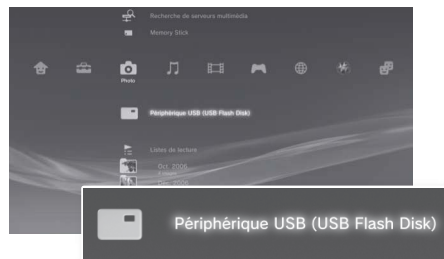 Recherche de serveurs multimédia
Memory Stick
Photo
Périphérique USB (USB Flash Disk)
Listes de lecture
Oct. 2006
2006
Périphérique USB (USB Flash Disk)